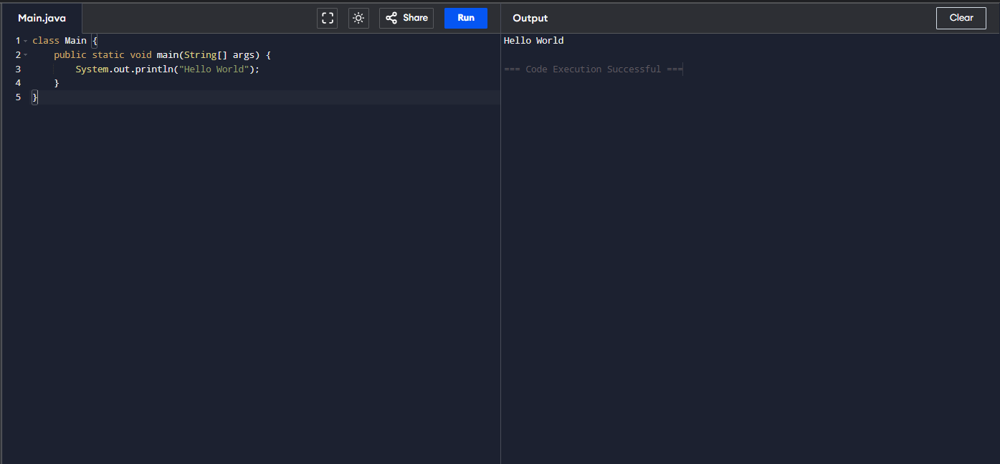 Main.java
Share
Run
Output
Clear
1 class Main {
2     public static void main(String[] args) {
3         System.out.println("Hello World");
4     }
5 }
Hello World
=== Code Execution Successful ===